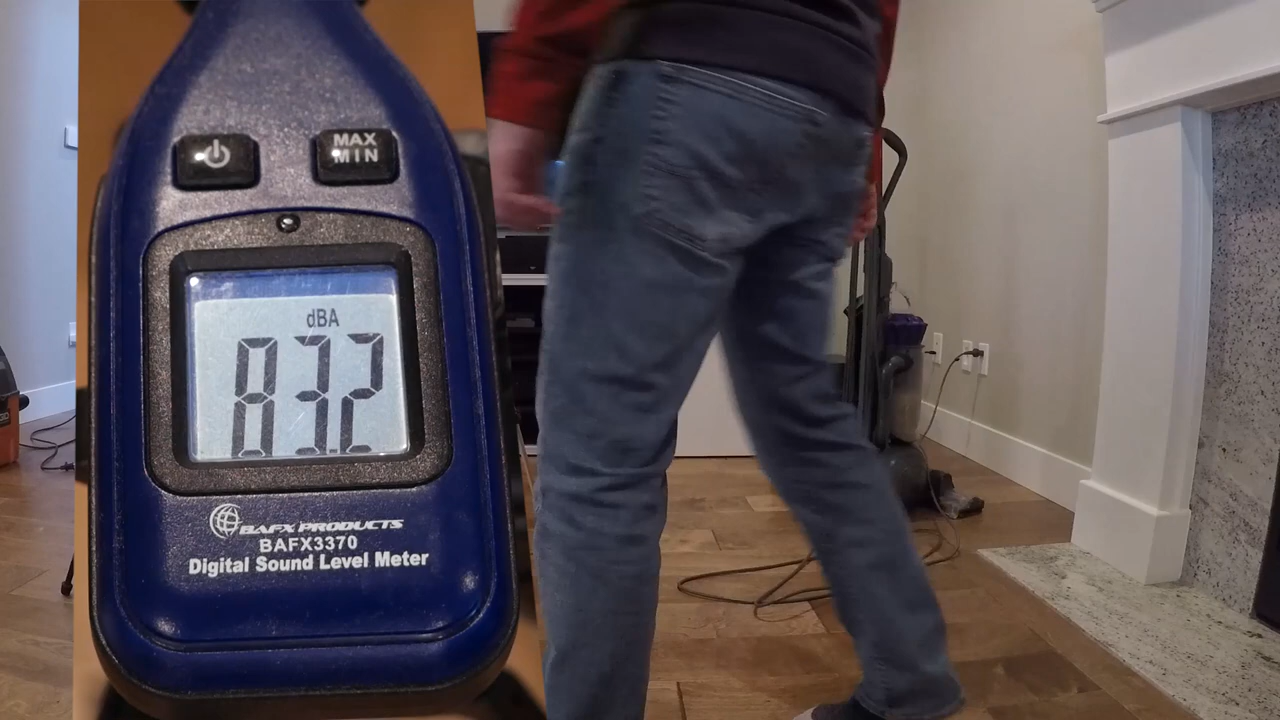 MAX
MIN
dBA
83.2
BAFX PRODUCTS
BAFX3370
Digital Sound Level Meter